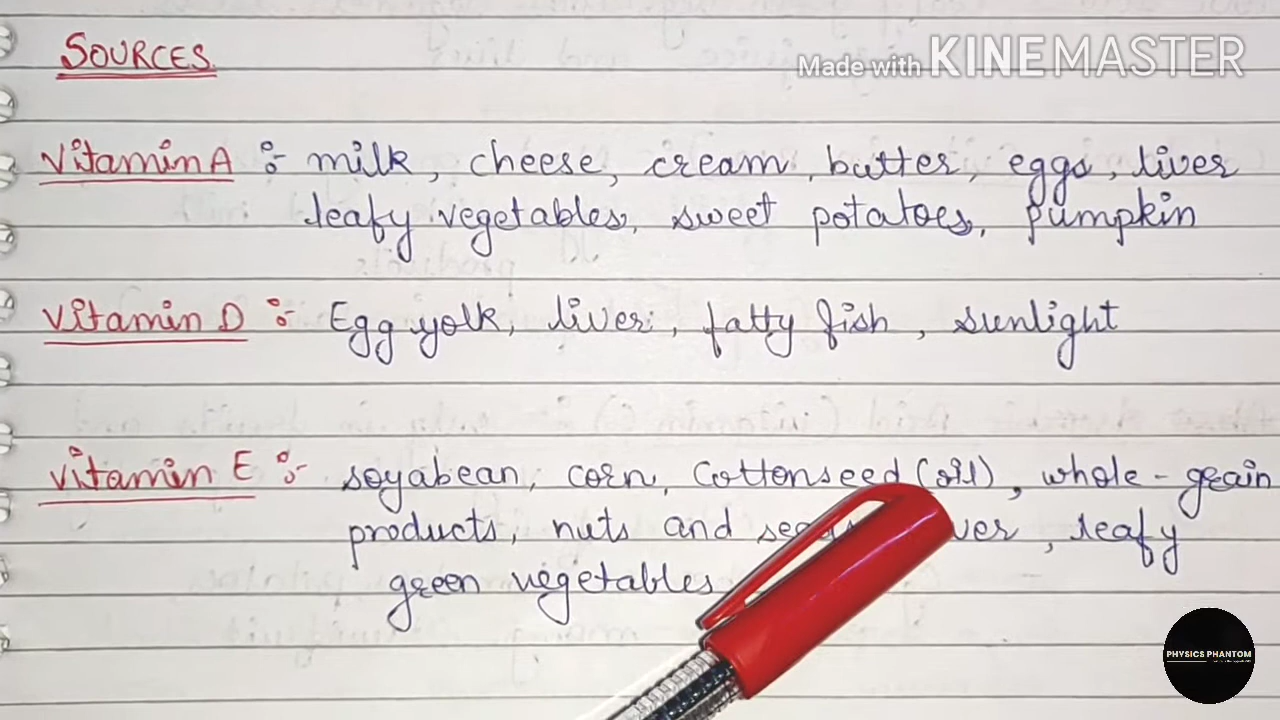 SOURCES
Made with KINEMASTER
Vitamin A :- milk, cheese, cream, butter, eggs, liver
leafy vegetables, sweet potatoes, pumpkin
Vitamin D :- Egg yolk, liver, fatty fish, sunlight
Vitamin E :- soyabean, corn, Cottonseed (oil), whole-grain
products, nuts and , leafy
green vegetables
PHYSICS PHANTOM